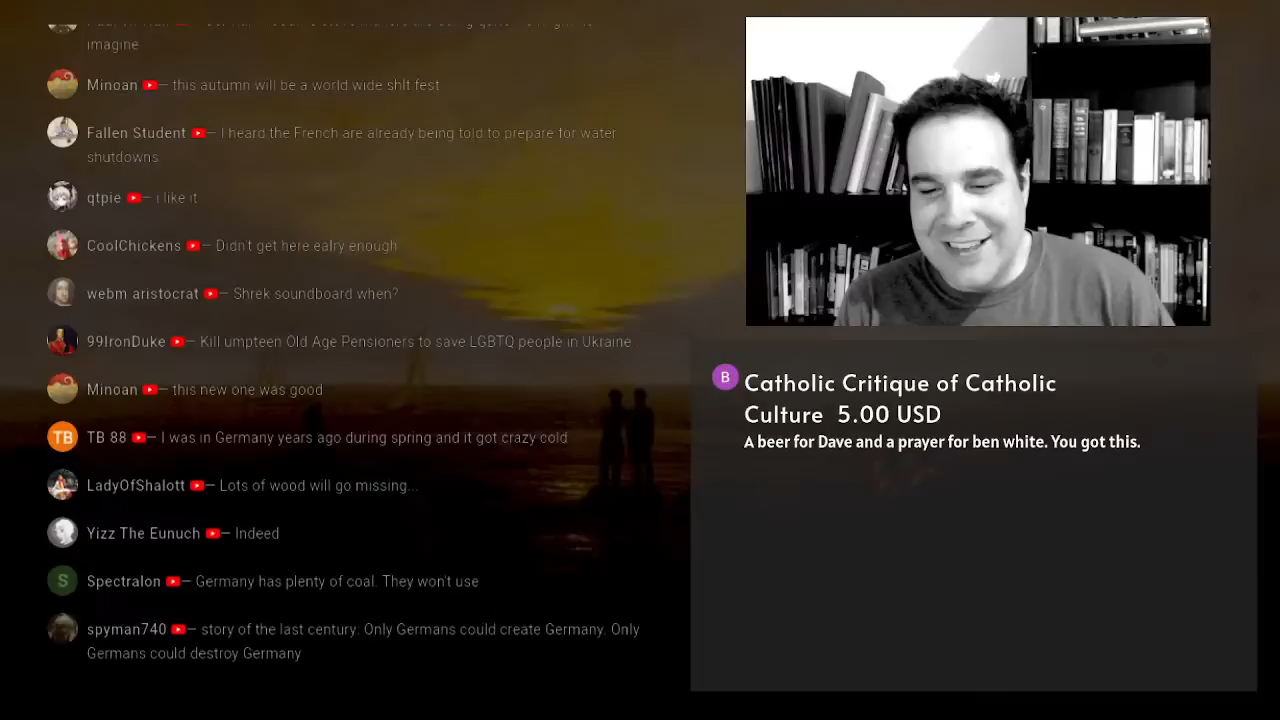 imagine
Minoan — this autumn will be a world wide shIt fest
Fallen Student — I heard the French are already being told to prepare for water
shutdowns
qtpie — i like it
CoolChickens — Didn't get here ealry enough
webm aristocrat — Shrek soundboard when?
99IronDuke — Kill umpteen Old Age Pensioners to save LGBTQ people in Ukraine
Minoan — this new one was good
TB
TB 88 — I was in Germany years ago during spring and it got crazy cold
LadyOfShalott — Lots of wood will go missing...
Yizz The Eunuch — Indeed
S
Spectralon — Germany has plenty of coal. They won't use
spyman740 — story of the last century: Only Germans could create Germany. Only
Germans could destroy Germany
B
Catholic Critique of Catholic
Culture 5.00 USD
A beer for Dave and a prayer for ben white. You got this.